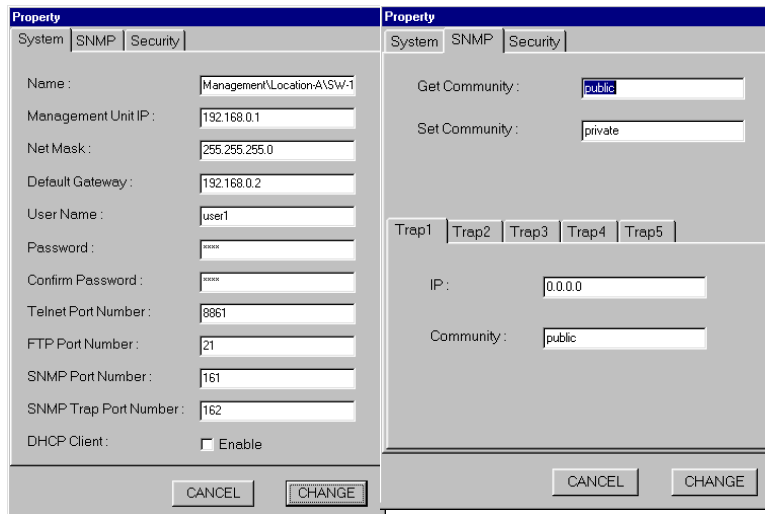 Property
System SNMP Security
Name : Management\Location-A\SW-1
Management Unit IP : 192.168.0.1
Net Mask : 255.255.255.0
Default Gateway : 192.168.0.2
User Name : user1
Password : ****
Confirm Password : ****
Telnet Port Number : 8861
FTP Port Number : 21
SNMP Port Number : 161
SNMP Trap Port Number : 162
DHCP Client : Enable
CANCEL CHANGE
Property
System SNMP Security
Get Community : public
Set Community : private
Trap1 Trap2 Trap3 Trap4 Trap5
IP : 0.0.0.0
Community : public
CANCEL CHANGE